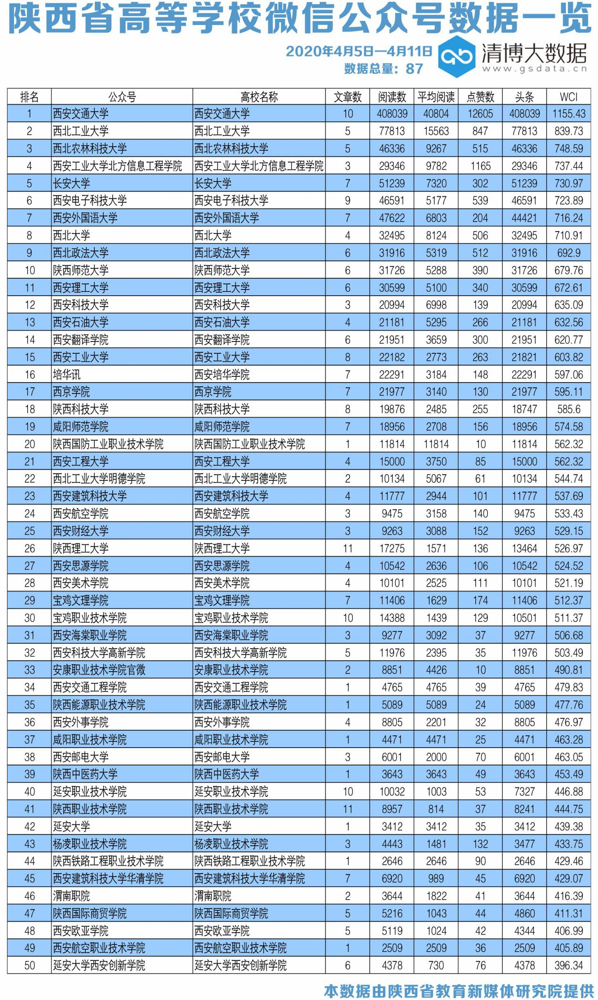 陕西省高等学校微信公众号数据一览
2020年4月5日—4月11日
数据总量：87
清博大数据
www.gsdata.cn
排名 公众号 高校名称 文章数 阅读数 平均阅读 点赞数 头条 WCI
1 西安交通大学 西安交通大学 10 408039 40804 12605 408039 1155.43
2 西北工业大学 西北工业大学 5 77813 15563 847 77813 839.73
3 西北农林科技大学 西北农林科技大学 5 46336 9267 515 46336 748.59
4 西安工业大学北方信息工程学院 西安工业大学北方信息工程学院 3 29346 9782 1165 29346 737.44
5 长安大学 长安大学 7 51239 7320 302 51239 730.97
6 西安电子科技大学 西安电子科技大学 9 46591 5177 539 46591 723.89
7 西安外国语大学 西安外国语大学 7 47622 6803 204 44421 716.24
8 西北大学 西北大学 4 32495 8124 506 32495 710.91
9 西北政法大学 西北政法大学 6 31916 5319 512 31916 692.9
10 陕西师范大学 陕西师范大学 6 31726 5288 390 31726 679.76
11 西安理工大学 西安理工大学 6 30599 5100 340 30599 672.61
12 西安科技大学 西安科技大学 3 20994 6998 139 20994 635.09
13 西安石油大学 西安石油大学 4 21181 5295 266 21181 632.56
14 西安翻译学院 西安翻译学院 6 21951 3659 300 21951 620.77
15 西安工业大学 西安工业大学 8 22182 2773 263 21821 603.82
16 培华讯 西安培华学院 7 22291 3184 148 22291 597.06
17 西京学院 西京学院 7 21977 3140 130 21977 595.11
18 陕西科技大学 陕西科技大学 8 19876 2485 255 18747 585.6
19 咸阳师范学院 咸阳师范学院 7 18956 2708 156 18956 574.58
20 陕西国防工业职业技术学院 陕西国防工业职业技术学院 1 11814 11814 10 11814 562.32
21 西安工程大学 西安工程大学 4 15000 3750 85 15000 562.32
22 西北工业大学明德学院 西北工业大学明德学院 2 10134 5067 61 10134 544.74
23 西安建筑科技大学 西安建筑科技大学 4 11777 2944 101 11777 537.69
24 西安航空学院 西安航空学院 3 9475 3158 140 9475 533.43
25 西安财经大学 西安财经大学 3 9263 3088 152 9263 529.15
26 陕西理工大学 陕西理工大学 11 17275 1571 136 13464 526.97
27 西安思源学院 西安思源学院 4 10542 2636 106 10542 524.52
28 西安美术学院 西安美术学院 4 10101 2525 111 10101 521.19
29 宝鸡文理学院 宝鸡文理学院 7 11406 1629 174 11406 512.37
30 宝鸡职业技术学院 宝鸡职业技术学院 10 14388 1439 129 10501 511.37
31 西安海棠职业学院 西安海棠职业学院 3 9277 3092 37 9277 506.68
32 西安科技大学高新学院 西安科技大学高新学院 5 11976 2395 35 11976 503.49
33 安康职业技术学院官微 安康职业技术学院 2 8851 4426 10 8851 490.81
34 西安交通工程学院 西安交通工程学院 1 4765 4765 39 4765 479.83
35 陕西能源职业技术学院 陕西能源职业技术学院 1 5089 5089 24 5089 477.76
36 西安外事学院 西安外事学院 4 8805 2201 32 8805 476.97
37 咸阳职业技术学院 咸阳职业技术学院 1 4471 4471 25 4471 463.28
38 西安邮电大学 西安邮电大学 3 6001 2000 70 6001 463.05
39 陕西中医药大学 陕西中医药大学 1 3643 3643 49 3643 453.49
40 延安职业技术学院 延安职业技术学院 10 10032 1003 53 7327 446.88
41 陕西职业技术学院 陕西职业技术学院 11 8957 814 37 8241 444.75
42 延安大学 延安大学 1 3412 3412 35 3412 439.38
43 杨凌职业技术学院 杨凌职业技术学院 3 4443 1481 132 3477 433.75
44 陕西铁路工程职业技术学院 陕西铁路工程职业技术学院 1 2646 2646 90 2646 429.46
45 西安建筑科技大学华清学院 西安建筑科技大学华清学院 7 6920 989 45 6920 429.07
46 渭南职院 渭南职院 2 3644 1822 41 3644 416.39
47 陕西国际商贸学院 陕西国际商贸学院 5 5216 1043 44 4860 411.31
48 西安欧亚学院 西安欧亚学院 5 5119 1024 42 4344 406.99
49 西安航空职业技术学院 西安航空职业技术学院 1 2509 2509 36 2509 405.89
50 延安大学西安创新学院 延安大学西安创新学院 6 4378 730 76 4378 396.34
本数据由陕西省教育新媒体研究院提供